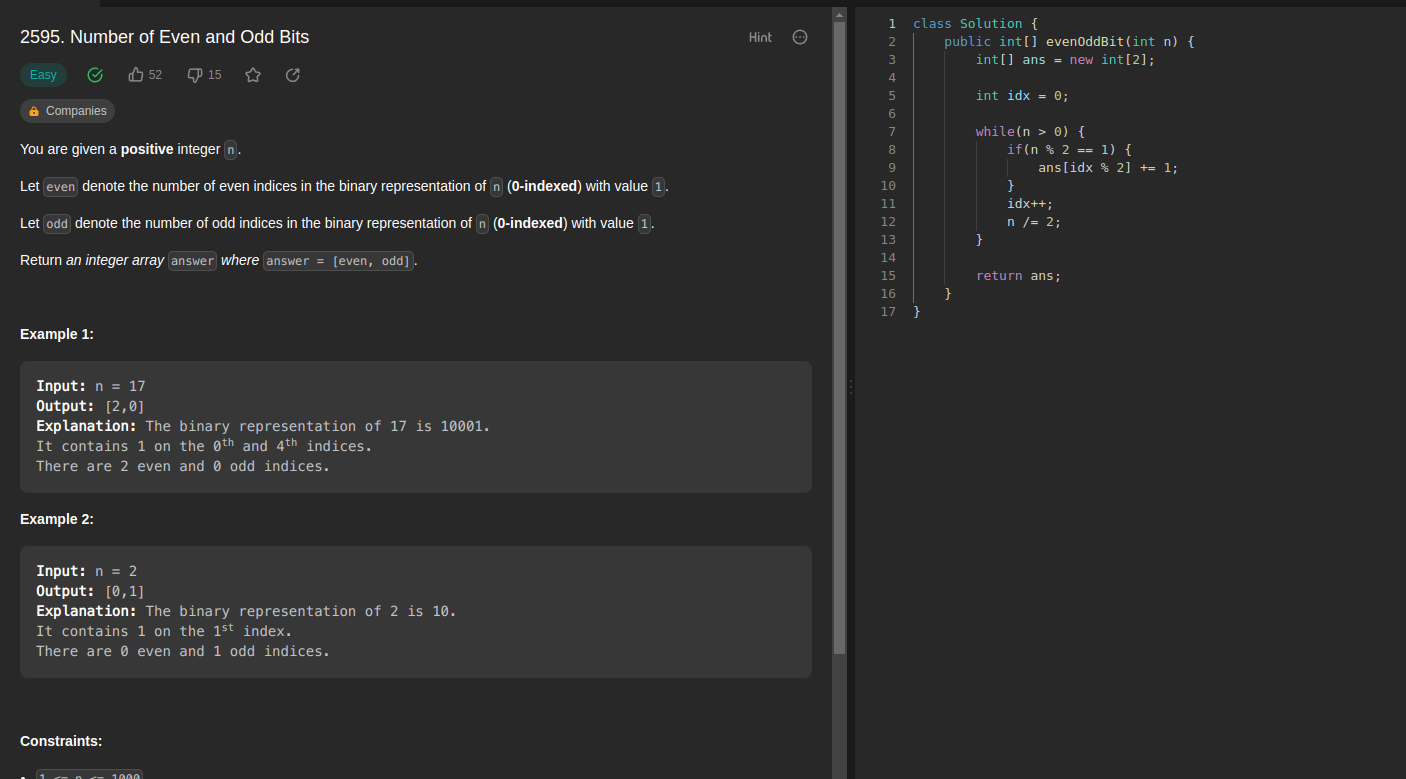 2595. Number of Even and Odd Bits
Hint
Easy 52 15
Companies
You are given a positive integer n.
Let even denote the number of even indices in the binary representation of n (0-indexed) with value 1.
Let odd denote the number of odd indices in the binary representation of n (0-indexed) with value 1.
Return an integer array answer where answer = [even, odd].
Example 1:
Input: n = 17
Output: [2,0]
Explanation: The binary representation of 17 is 10001.
It contains 1 on the 0th and 4th indices.
There are 2 even and 0 odd indices.
Example 2:
Input: n = 2
Output: [0,1]
Explanation: The binary representation of 2 is 10.
It contains 1 on the 1st index.
There are 0 even and 1 odd indices.
Constraints:
1 <= n <= 1000
1 class Solution {
2     public int[] evenOddBit(int n) {
3         int[] ans = new int[2];
4
5         int idx = 0;
6
7         while(n > 0) {
8             if(n % 2 == 1) {
9                 ans[idx % 2] += 1;
10             }
11             idx++;
12             n /= 2;
13         }
14
15         return ans;
16     }
17 }